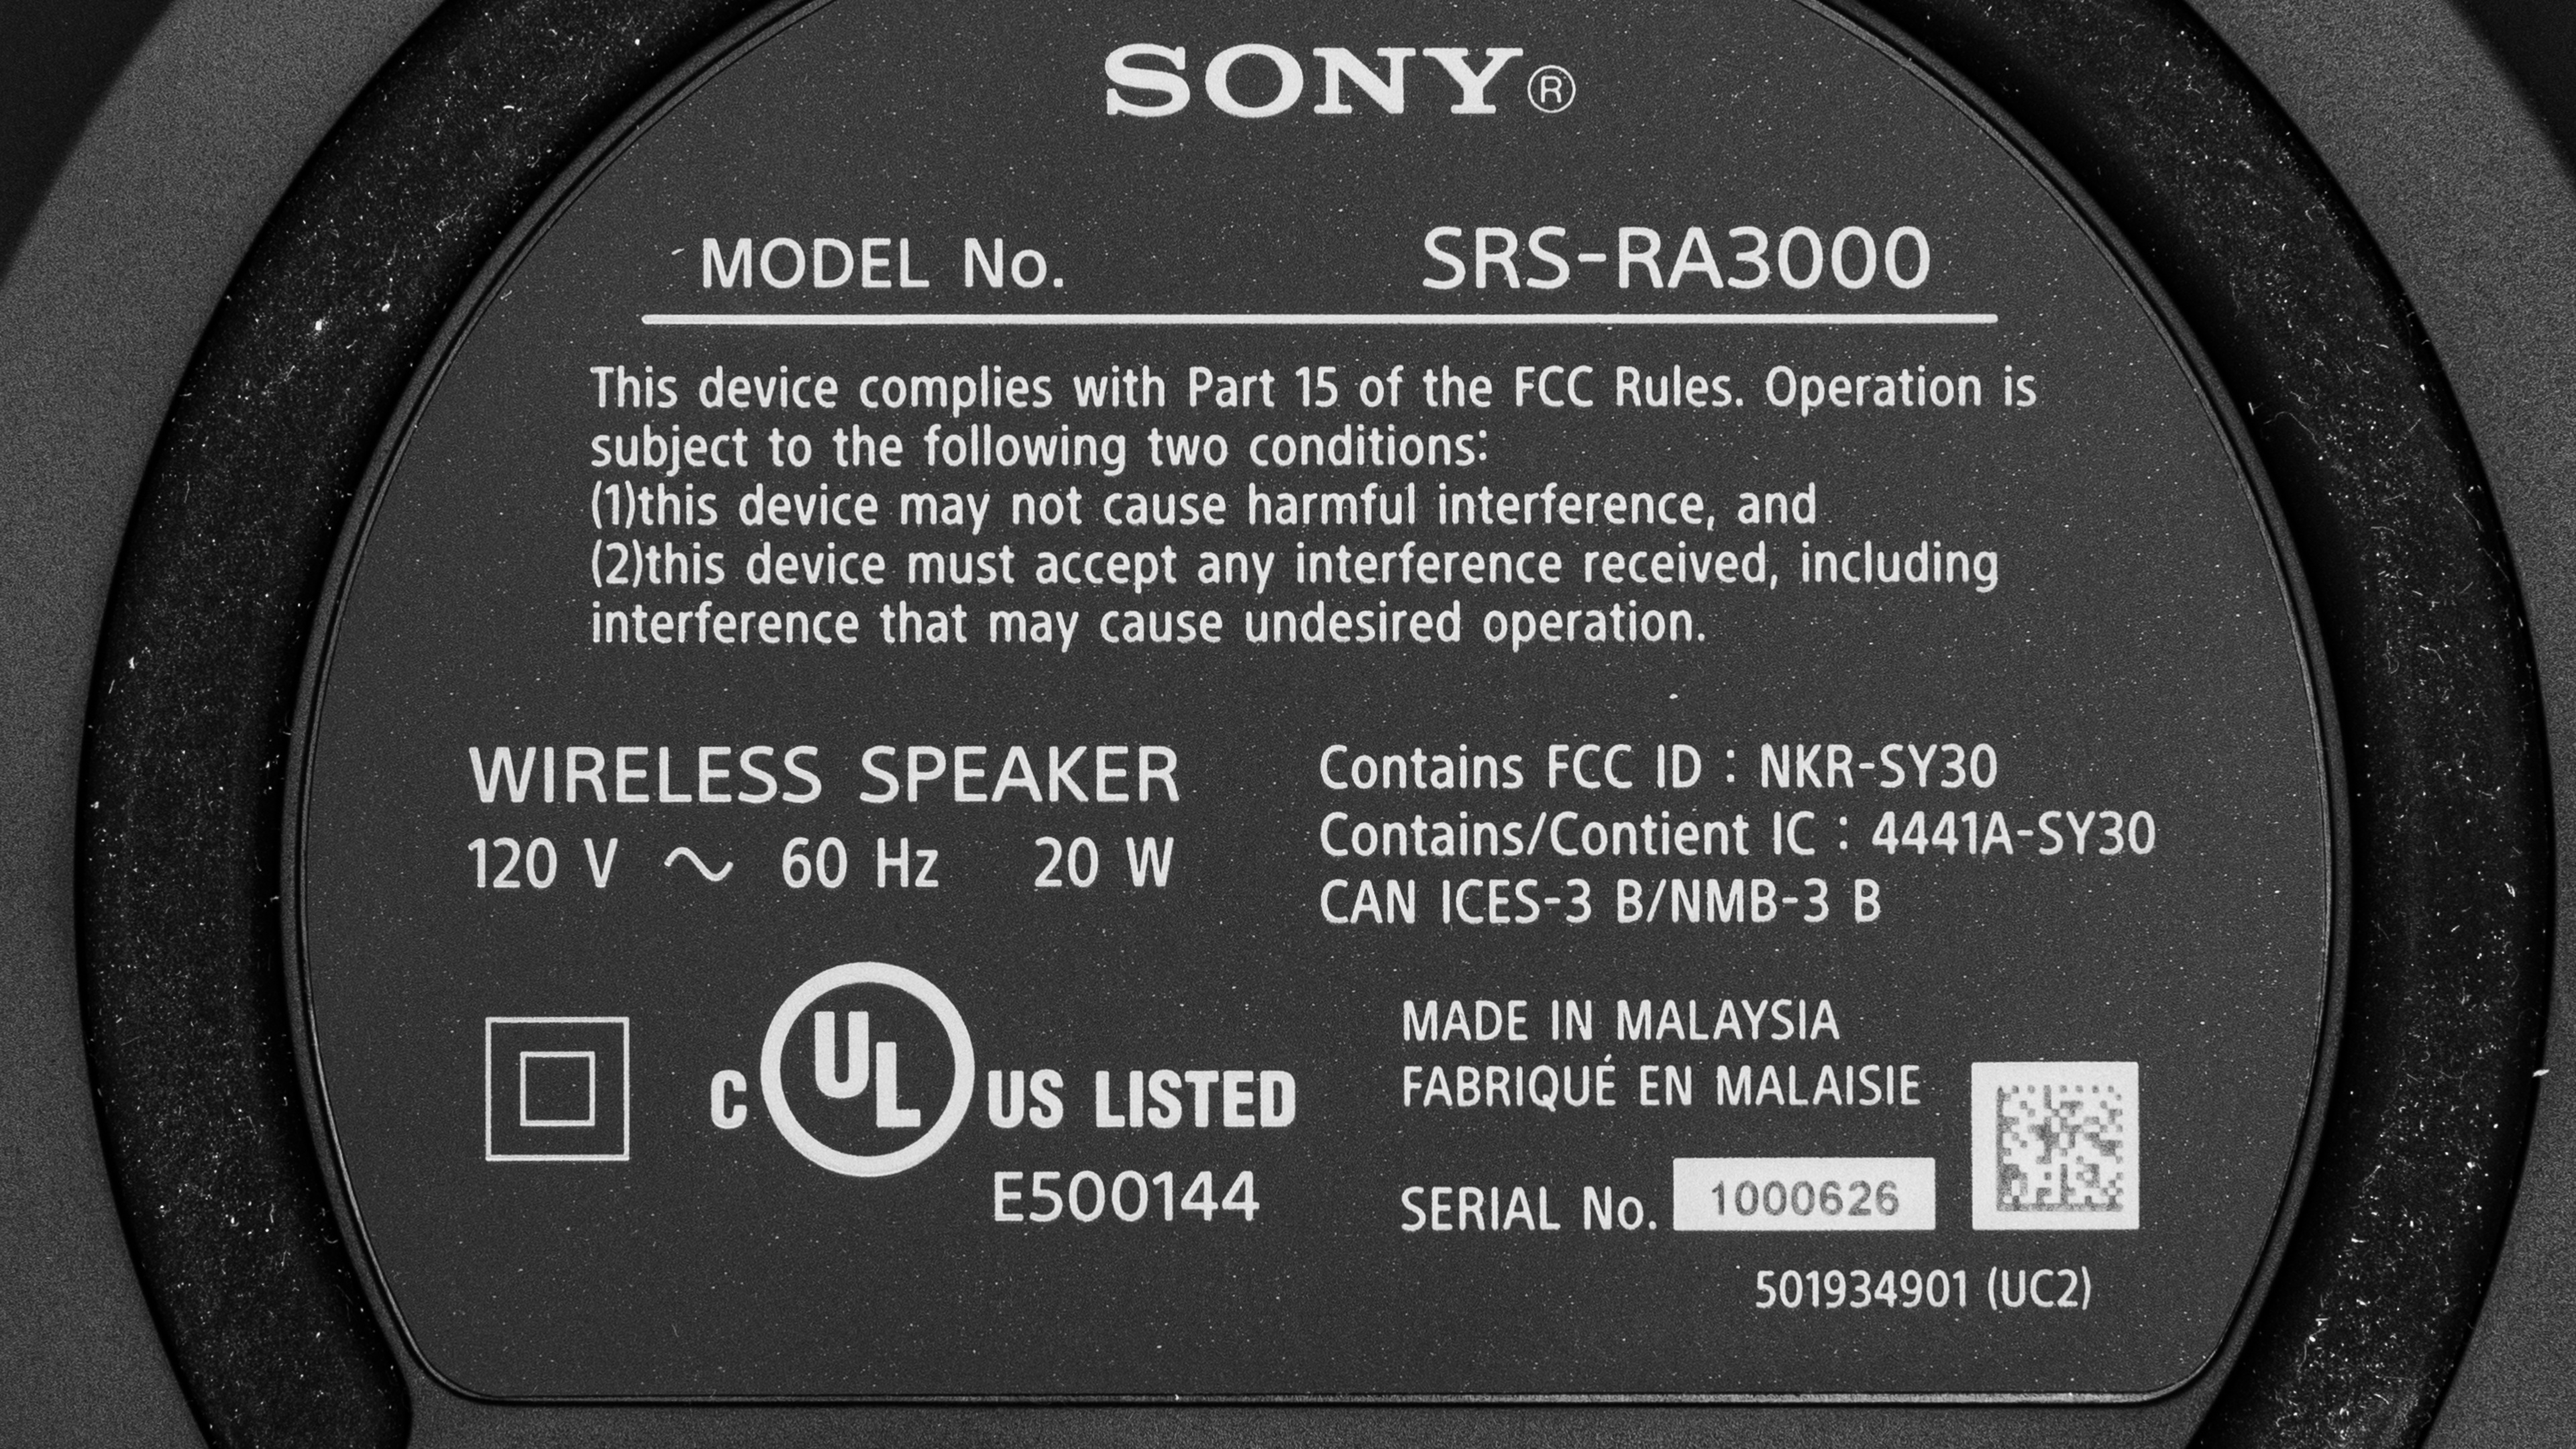 SONY®
MODEL No. SRS-RA3000
This device complies with Part 15 of the FCC Rules. Operation is
subject to the following two conditions:
(1)this device may not cause harmful interference, and
(2)this device must accept any interference received, including
interference that may cause undesired operation.
WIRELESS SPEAKER
120 V ~ 60 Hz 20 W
Contains FCC ID : NKR-SY30
Contains/Contient IC : 4441A-SY30
CAN ICES-3 B/NMB-3 B
C UL US LISTED
E500144
MADE IN MALAYSIA
FABRIQUÉ EN MALAISIE
SERIAL No. 1000626
501934901 (UC2)